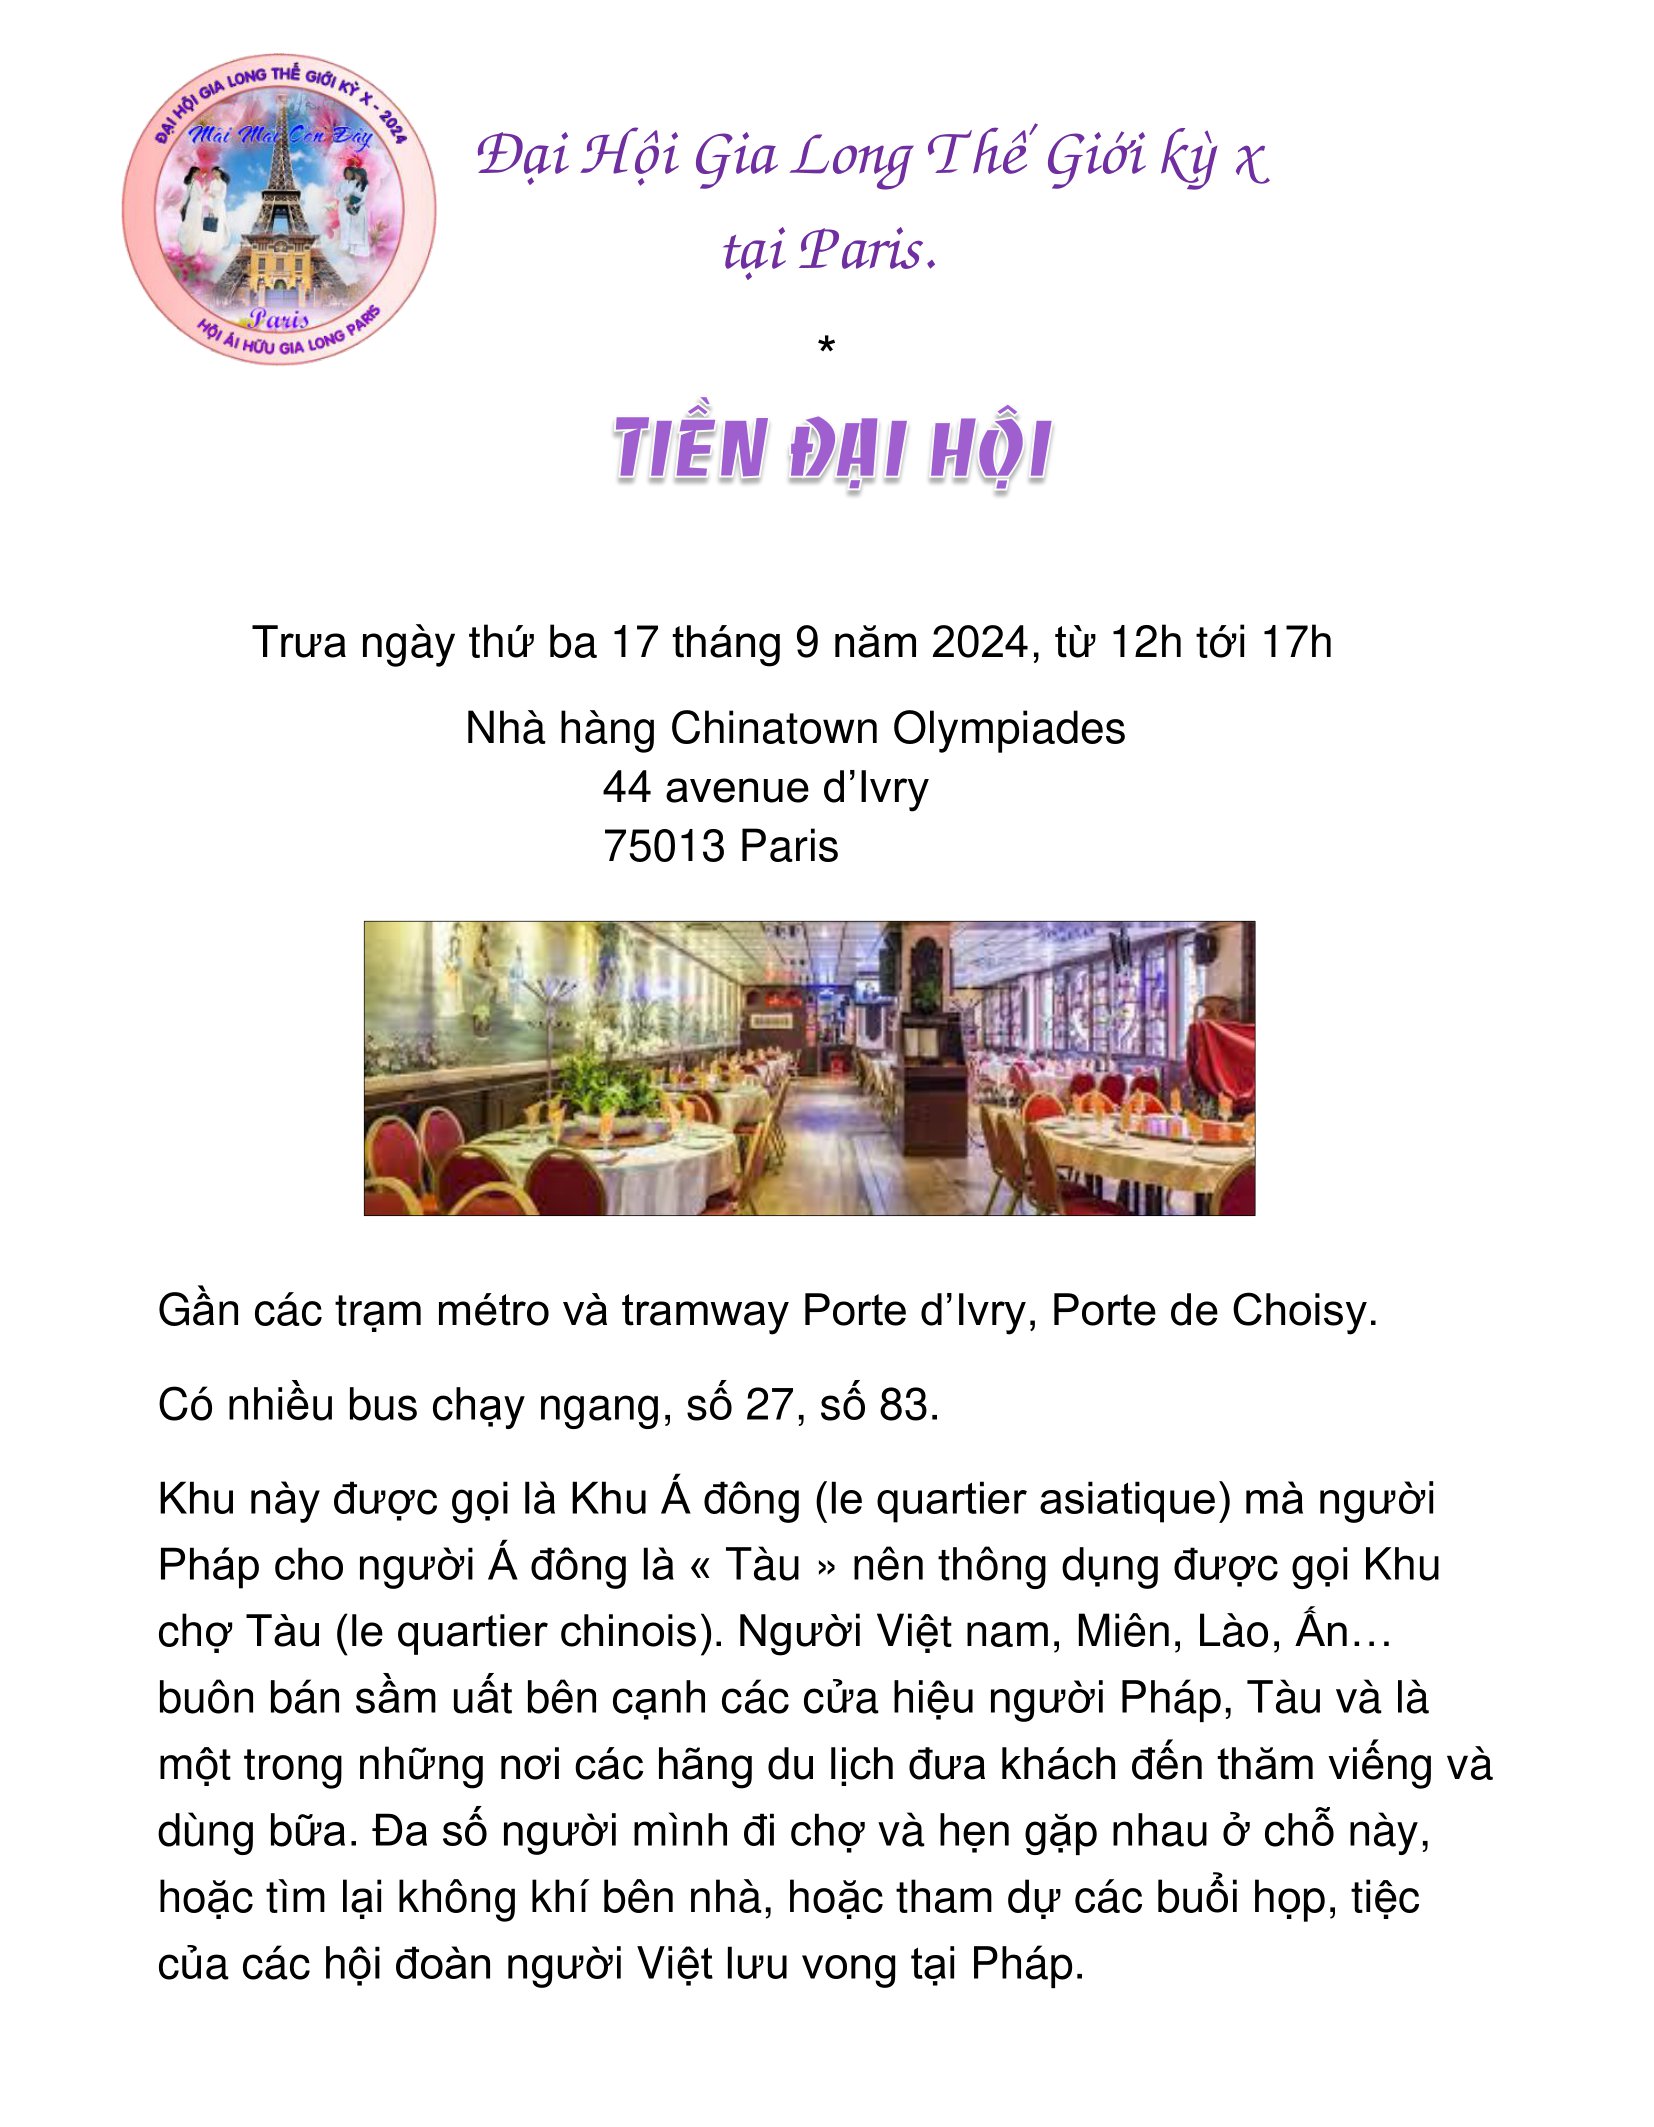 ĐẠI HỘI GIA LONG THẾ GIỚI KỲ X - 2024
Mãi Mãi Còn Đây
Paris
HỘI ÁI HỮU GIA LONG PARIS
Đại Hội Gia Long Thế Giới kỳ x
tại Paris.
*
TIỀN ĐẠI HỘI
Trưa ngày thứ ba 17 tháng 9 năm 2024, từ 12h tới 17h
Nhà hàng Chinatown Olympiades
44 avenue d’Ivry
75013 Paris
Gần các trạm métro và tramway Porte d’Ivry, Porte de Choisy.
Có nhiều bus chạy ngang, số 27, số 83.
Khu này được gọi là Khu Á đông (le quartier asiatique) mà người
Pháp cho người Á đông là « Tàu » nên thông dụng được gọi Khu
chợ Tàu (le quartier chinois). Người Việt nam, Miên, Lào, Ấn…
buôn bán sầm uất bên cạnh các cửa hiệu người Pháp, Tàu và là
một trong những nơi các hãng du lịch đưa khách đến thăm viếng và
dùng bữa. Đa số người mình đi chợ và hẹn gặp nhau ở chỗ này,
hoặc tìm lại không khí bên nhà, hoặc tham dự các buổi họp, tiệc
của các hội đoàn người Việt lưu vong tại Pháp.